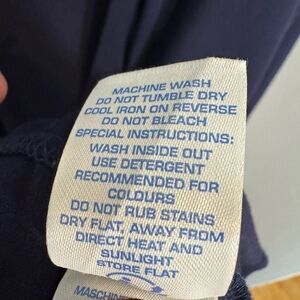 MACHINE WASH
DO NOT TUMBLE DRY
COOL IRON ON REVERSE
DO NOT BLEACH
SPECIAL INSTRUCTIONS:
WASH INSIDE OUT
USE DETERGENT
RECOMMENDED FOR
COLOURS
DO NOT RUB STAINS
DRY FLAT, AWAY FROM
DIRECT HEAT AND
SUNLIGHT
STORE FLAT